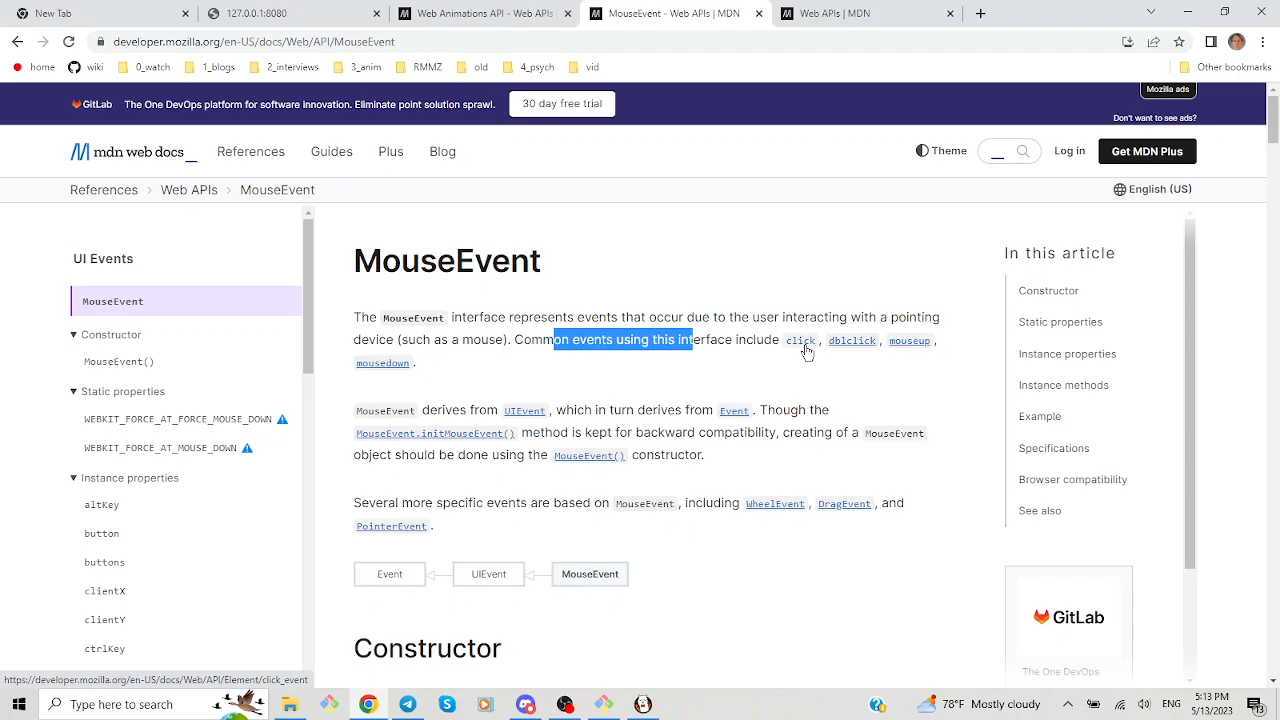 New Tab
127.0.0.1:8080
Web Animations API - Web APIs
MouseEvent - Web APIs | MDN
Web APIs | MDN
developer.mozilla.org/en-US/docs/Web/API/MouseEvent
home
wiki
0_watch
1_blogs
2_interviews
3_anim
RMMZ
old
4_psych
vid
Other bookmarks
GitLab The One DevOps platform for software innovation. Eliminate point solution sprawl.
30 day free trial
Mozilla ads
Don't want to see ads?
mdn web docs_
References
Guides
Plus
Blog
Theme
Log in
Get MDN Plus
References > Web APIs > MouseEvent
English (US)
UI Events
MouseEvent
Constructor
MouseEvent()
Static properties
WEBKIT_FORCE_AT_FORCE_MOUSE_DOWN
WEBKIT_FORCE_AT_MOUSE_DOWN
Instance properties
altKey
button
buttons
clientX
clientY
ctrlKey
MouseEvent
The MouseEvent interface represents events that occur due to the user interacting with a pointing
device (such as a mouse). Common events using this interface include click, dblclick, mouseup,
mousedown.
MouseEvent derives from UIEvent, which in turn derives from Event. Though the
MouseEvent.initMouseEvent() method is kept for backward compatibility, creating of a MouseEvent
object should be done using the MouseEvent() constructor.
Several more specific events are based on MouseEvent, including WheelEvent, DragEvent, and
PointerEvent.
Event
UIEvent
MouseEvent
Constructor
In this article
Constructor
Static properties
Instance properties
Instance methods
Example
Specifications
Browser compatibility
See also
GitLab
The One DevOps
https://developer.mozilla.org/en-US/docs/Web/API/Element/click_event
Type here to search
78°F Mostly cloudy
ENG
5:13 PM
5/13/2023
13